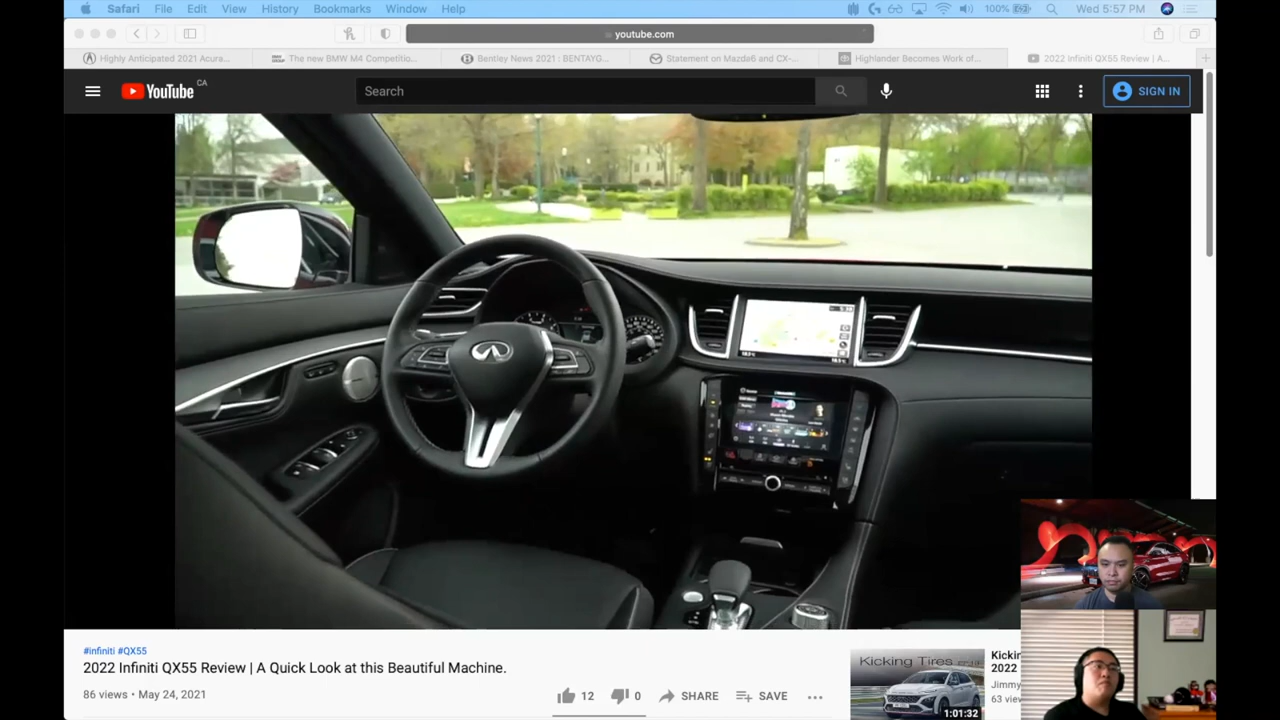 Safari File Edit View History Bookmarks Window Help 100% Wed 5:57 PM
youtube.com
Highly Anticipated 2021 Acura... The new BMW M4 Competitio... Bentley News 2021 : BENTAYG... Statement on Mazda6 and CX-... Highlander Becomes Work of... 2022 Infiniti QX55 Review | A...
YouTube CA Search SIGN IN
#infiniti #QX55
2022 Infiniti QX55 Review | A Quick Look at this Beautiful Machine.
86 views • May 24, 2021
12 0 SHARE SAVE
Kicking Tires
1:01:32
Kickin
2022
Jimmy
63 view